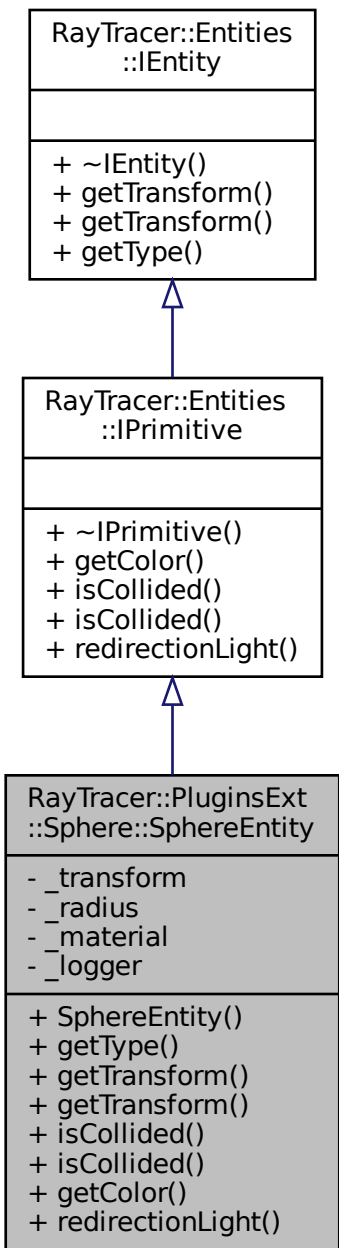 RayTracer::Entities
::IEntity
+ ~IEntity()
+ getTransform()
+ getTransform()
+ getType()
RayTracer::Entities
::IPrimitive
+ ~IPrimitive()
+ getColor()
+ isCollided()
+ isCollided()
+ redirectionLight()
RayTracer::PluginsExt
::Sphere::SphereEntity
- _transform
- _radius
- _material
- _logger
+ SphereEntity()
+ getType()
+ getTransform()
+ getTransform()
+ isCollided()
+ isCollided()
+ getColor()
+ redirectionLight()